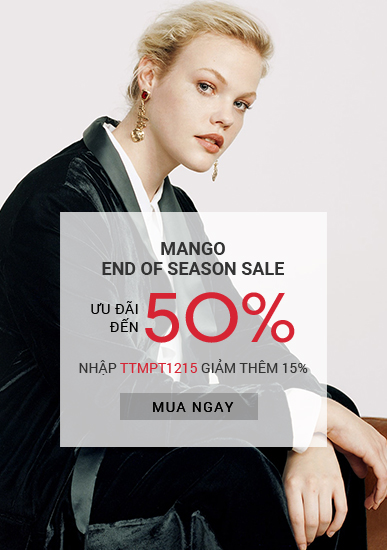 MANGO
END OF SEASON SALE
ƯU ĐÃI
ĐẾN
50%
NHẬP TTMPT1215 GIẢM THÊM 15%
MUA NGAY